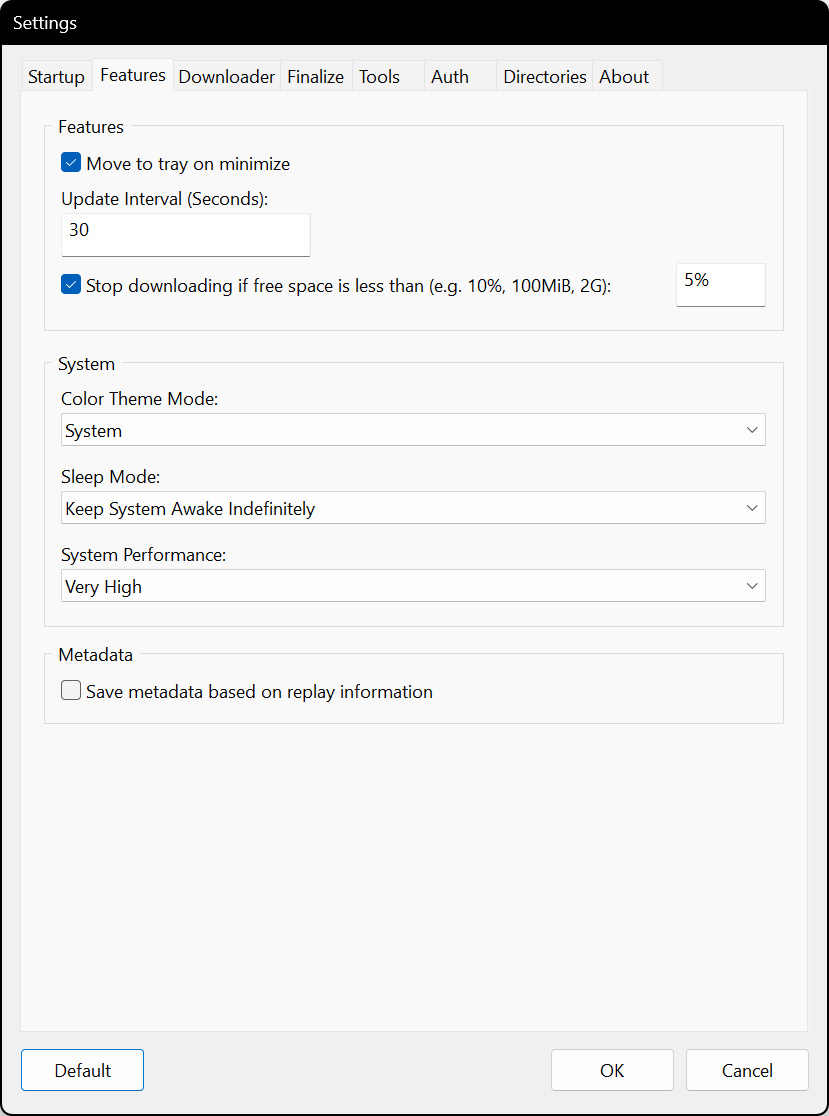 Settings
Startup Features Downloader Finalize Tools Auth Directories About
Features
Move to tray on minimize
Update Interval (Seconds):
30
Stop downloading if free space is less than (e.g. 10%, 100MiB, 2G): 5%
System
Color Theme Mode:
System
Sleep Mode:
Keep System Awake Indefinitely
System Performance:
Very High
Metadata
Save metadata based on replay information
Default OK Cancel